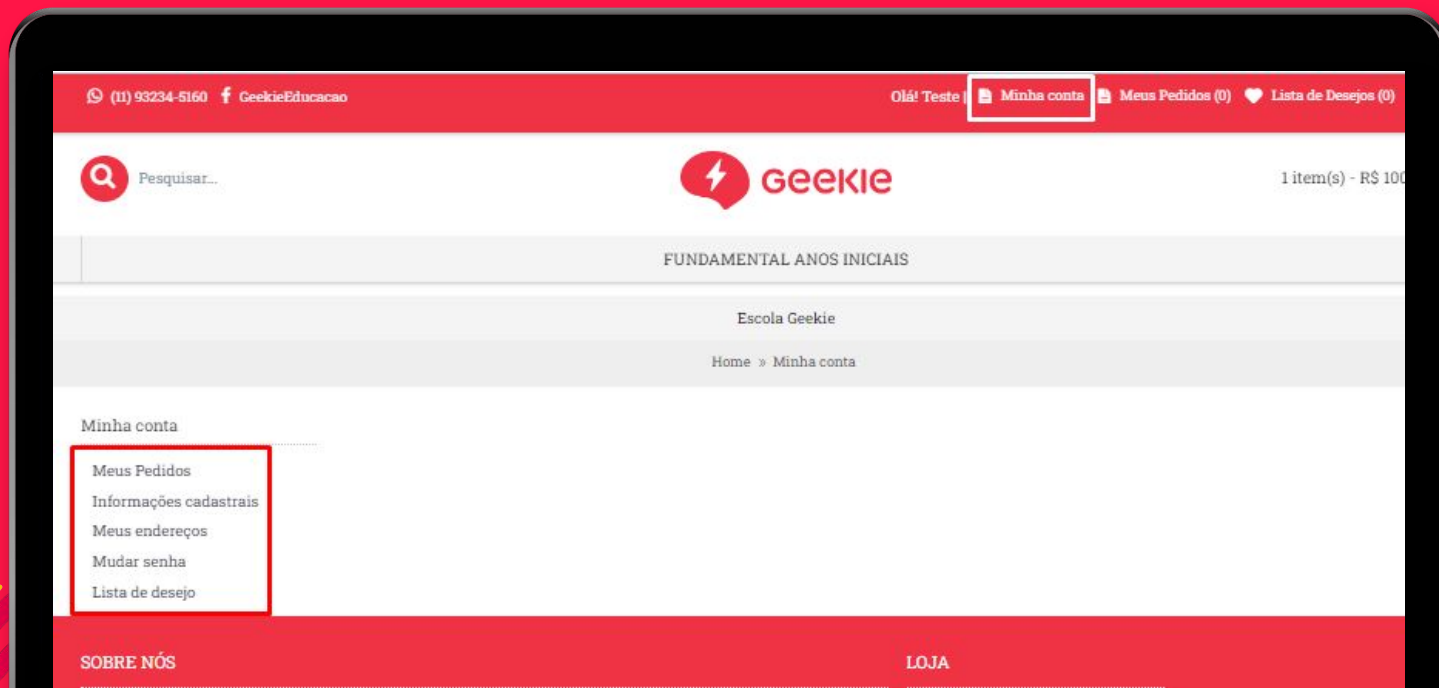 (11) 93234-5160 GeekieEducacao Olá! Teste | Minha conta Meus Pedidos (0) Lista de Desejos (0)
Pesquisar... Geekie 1 item(s) - R$ 100
FUNDAMENTAL ANOS INICIAIS
Escola Geekie
Home » Minha conta
Minha conta
Meus Pedidos
Informações cadastrais
Meus endereços
Mudar senha
Lista de desejo
SOBRE NÓS LOJA